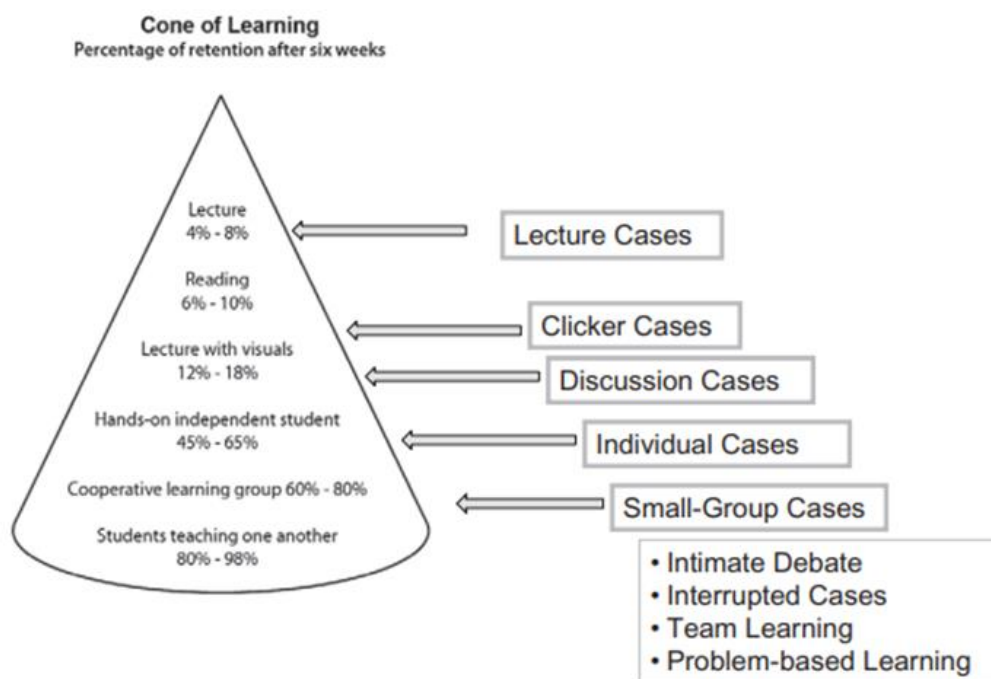 Cone of Learning
Percentage of retention after six weeks
Lecture
4% - 8%
Lecture Cases
Reading
6% - 10%
Clicker Cases
Lecture with visuals
12% - 18%
Discussion Cases
Hands-on independent student
45% - 65%
Individual Cases
Cooperative learning group 60% - 80%
Small-Group Cases
Students teaching one another
80% - 98%
• Intimate Debate
• Interrupted Cases
• Team Learning
• Problem-based Learning